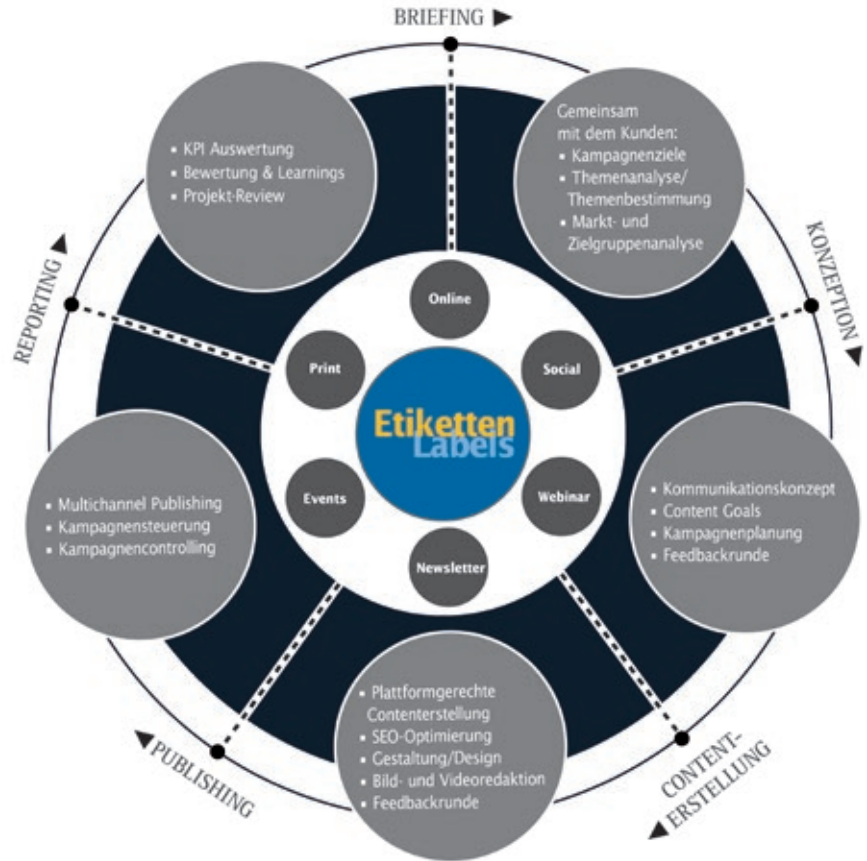 BRIEFING ►
Gemeinsam
mit dem Kunden:
▪ Kampagnenziele
▪ Themenanalyse/
Themenbestimmung
▪ Markt- und
Zielgruppenanalyse
KONZEPTION ►
▪ Kommunikationskonzept
▪ Content Goals
▪ Kampagnenplanung
▪ Feedbackrunde
CONTENT-
ERSTELLUNG
▪ Plattformgerechte
Contenterstellung
▪ SEO-Optimierung
▪ Gestaltung/Design
▪ Bild- und Videoredaktion
▪ Feedbackrunde
PUBLISHING
▪ Multichannel Publishing
▪ Kampagnensteuerung
▪ Kampagnencontrolling
REPORTING ►
▪ KPI Auswertung
▪ Bewertung & Learnings
▪ Projekt-Review
Online
Social
Webinar
Newsletter
Events
Print
Etiketten
Labels